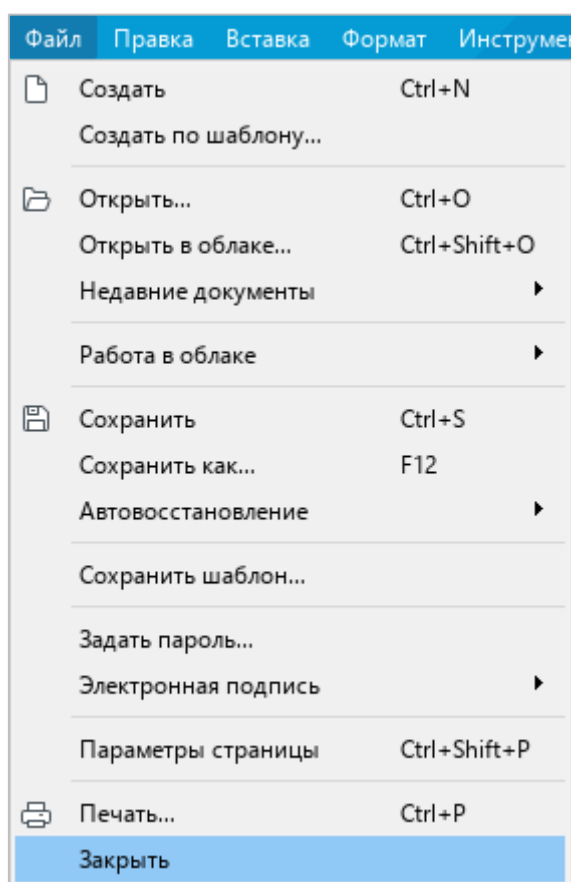 Файл Правка Вставка Формат
Создать Ctrl+N
Создать по шаблону...
Открыть... Ctrl+O
Открыть в облаке... Ctrl+Shift+O
Недавние документы
Работа в облаке
Сохранить Ctrl+S
Сохранить как... F12
Автовосстановление
Сохранить шаблон...
Задать пароль...
Электронная подпись
Параметры страницы Ctrl+Shift+P
Печать... Ctrl+P
Закрыть